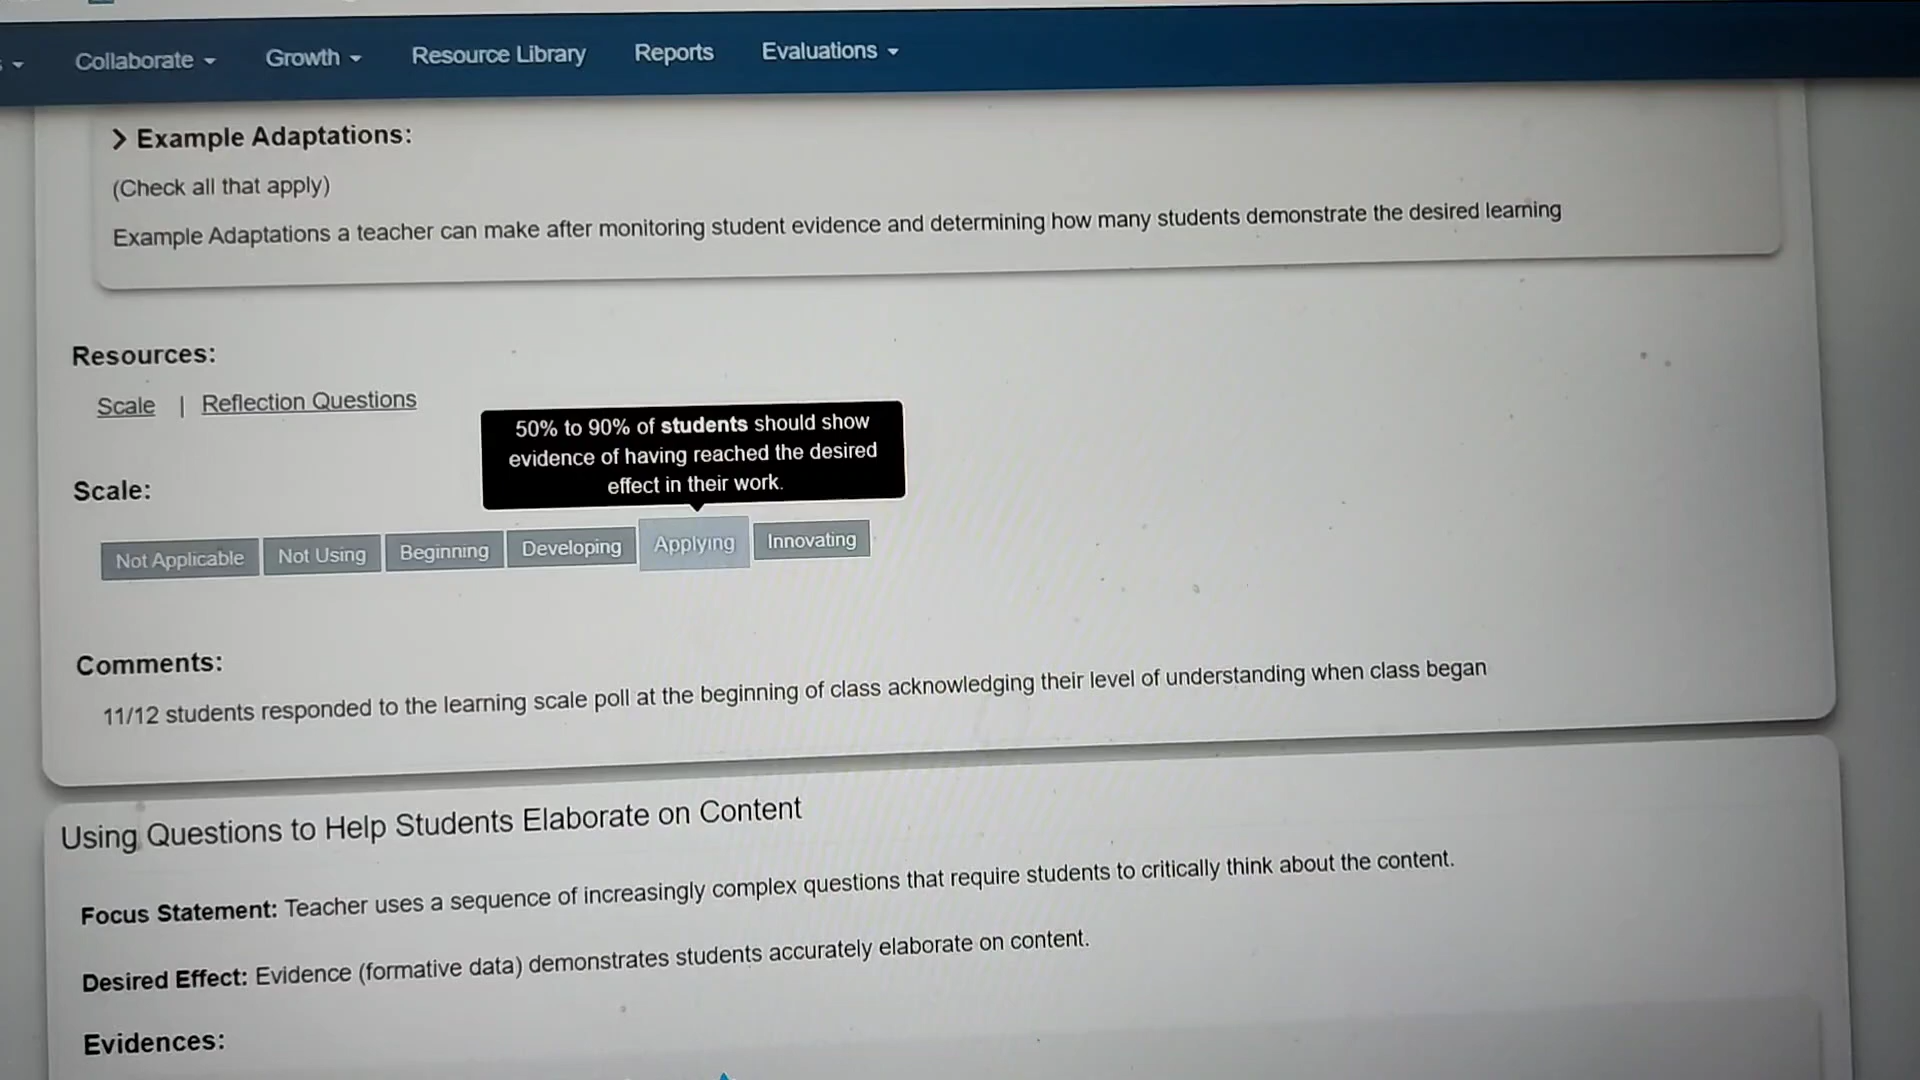 Collaborate Growth Resource Library Reports Evaluations
Example Adaptations:
(Check all that apply)
Example Adaptations a teacher can make after monitoring student evidence and determining how many students demonstrate the desired learning
Resources:
Scale | Reflection Questions
50% to 90% of students should show
evidence of having reached the desired
effect in their work.
Scale:
Not Applicable Not Using Beginning Developing Applying Innovating
Comments:
11/12 students responded to the learning scale poll at the beginning of class acknowledging their level of understanding when class began
Using Questions to Help Students Elaborate on Content
Focus Statement: Teacher uses a sequence of increasingly complex questions that require students to critically think about the content.
Desired Effect: Evidence (formative data) demonstrates students accurately elaborate on content.
Evidences: